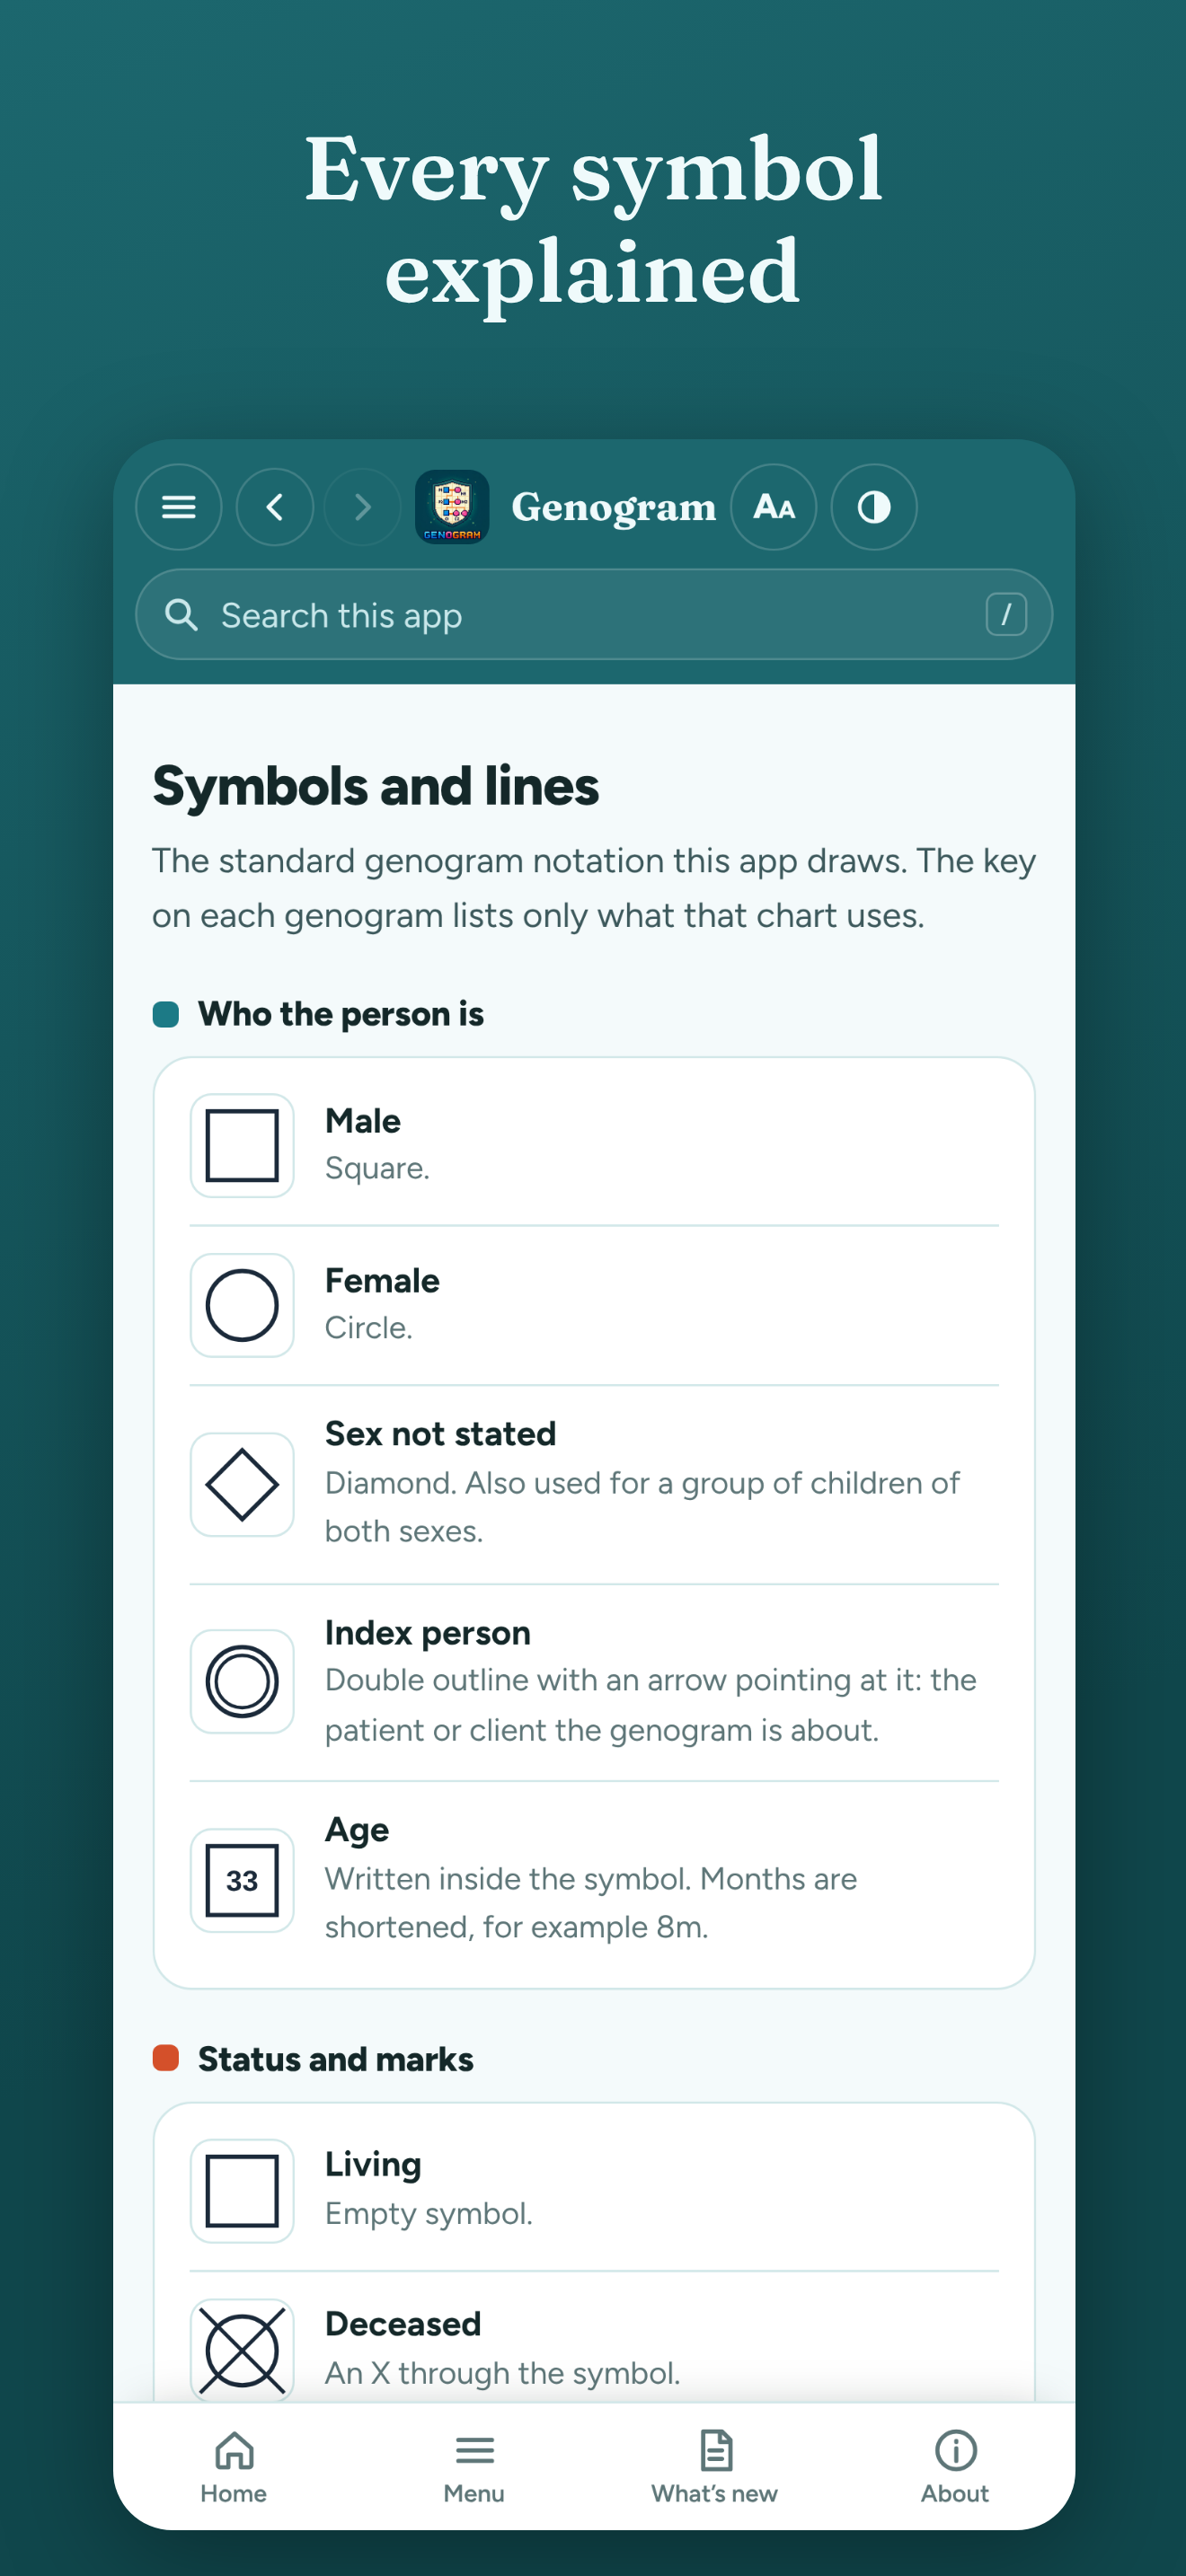 Every symbol
explained
GENOGRAM
Genogram
AA
Search this app
/
Symbols and lines
The standard genogram notation this app draws. The key
on each genogram lists only what that chart uses.
Who the person is
Male
Square.
Female
Circle.
Sex not stated
Diamond. Also used for a group of children of
both sexes.
Index person
Double outline with an arrow pointing at it: the
patient or client the genogram is about.
33
Age
Written inside the symbol. Months are
shortened, for example 8m.
Status and marks
Living
Empty symbol.
Deceased
An X through the symbol.
Home
Menu
What’s new
About